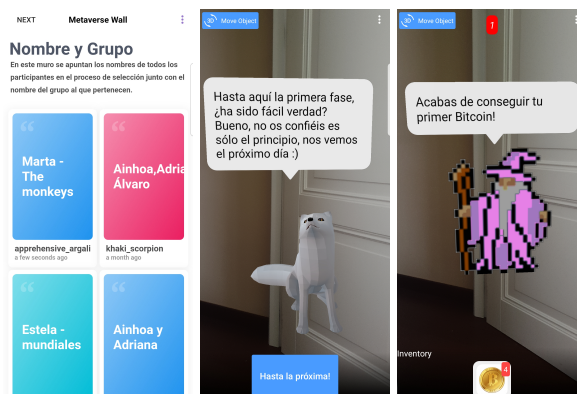 NEXT
Metaverse Wall
Nombre y Grupo
En este muro se apuntan los nombres de todos los
participantes en el proceso de selección junto con el
nombre del grupo al que pertenecen.
Marta -
The
monkeys
apprehensive_argali
a few seconds ago
Ainhoa,Adria
Álvaro
khaki_scorpion
a month ago
Estela -
mundiales
Ainhoa y
Adriana
3D
Move Object
Hasta aquí la primera fase,
¿ha sido fácil verdad?
Bueno, no os confiéis es
sólo el principio, nos vemos
el próximo día :)
Hasta la próxima!
3D
Move Object
1
Acabas de conseguir tu
primer Bitcoin!
Inventory
4